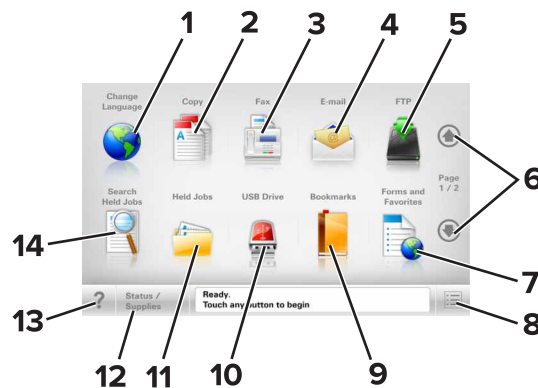 1 2 3 4 5
Change
Language
Copy
Fax
E-mail
FTP
6
Page
1 / 2
Search
Held Jobs
Held Jobs
USB Drive
Bookmarks
Forms and
Favorites
14
7
?
Status /
Supplies
Ready.
Touch any button to begin
13
8
12 11 10 9